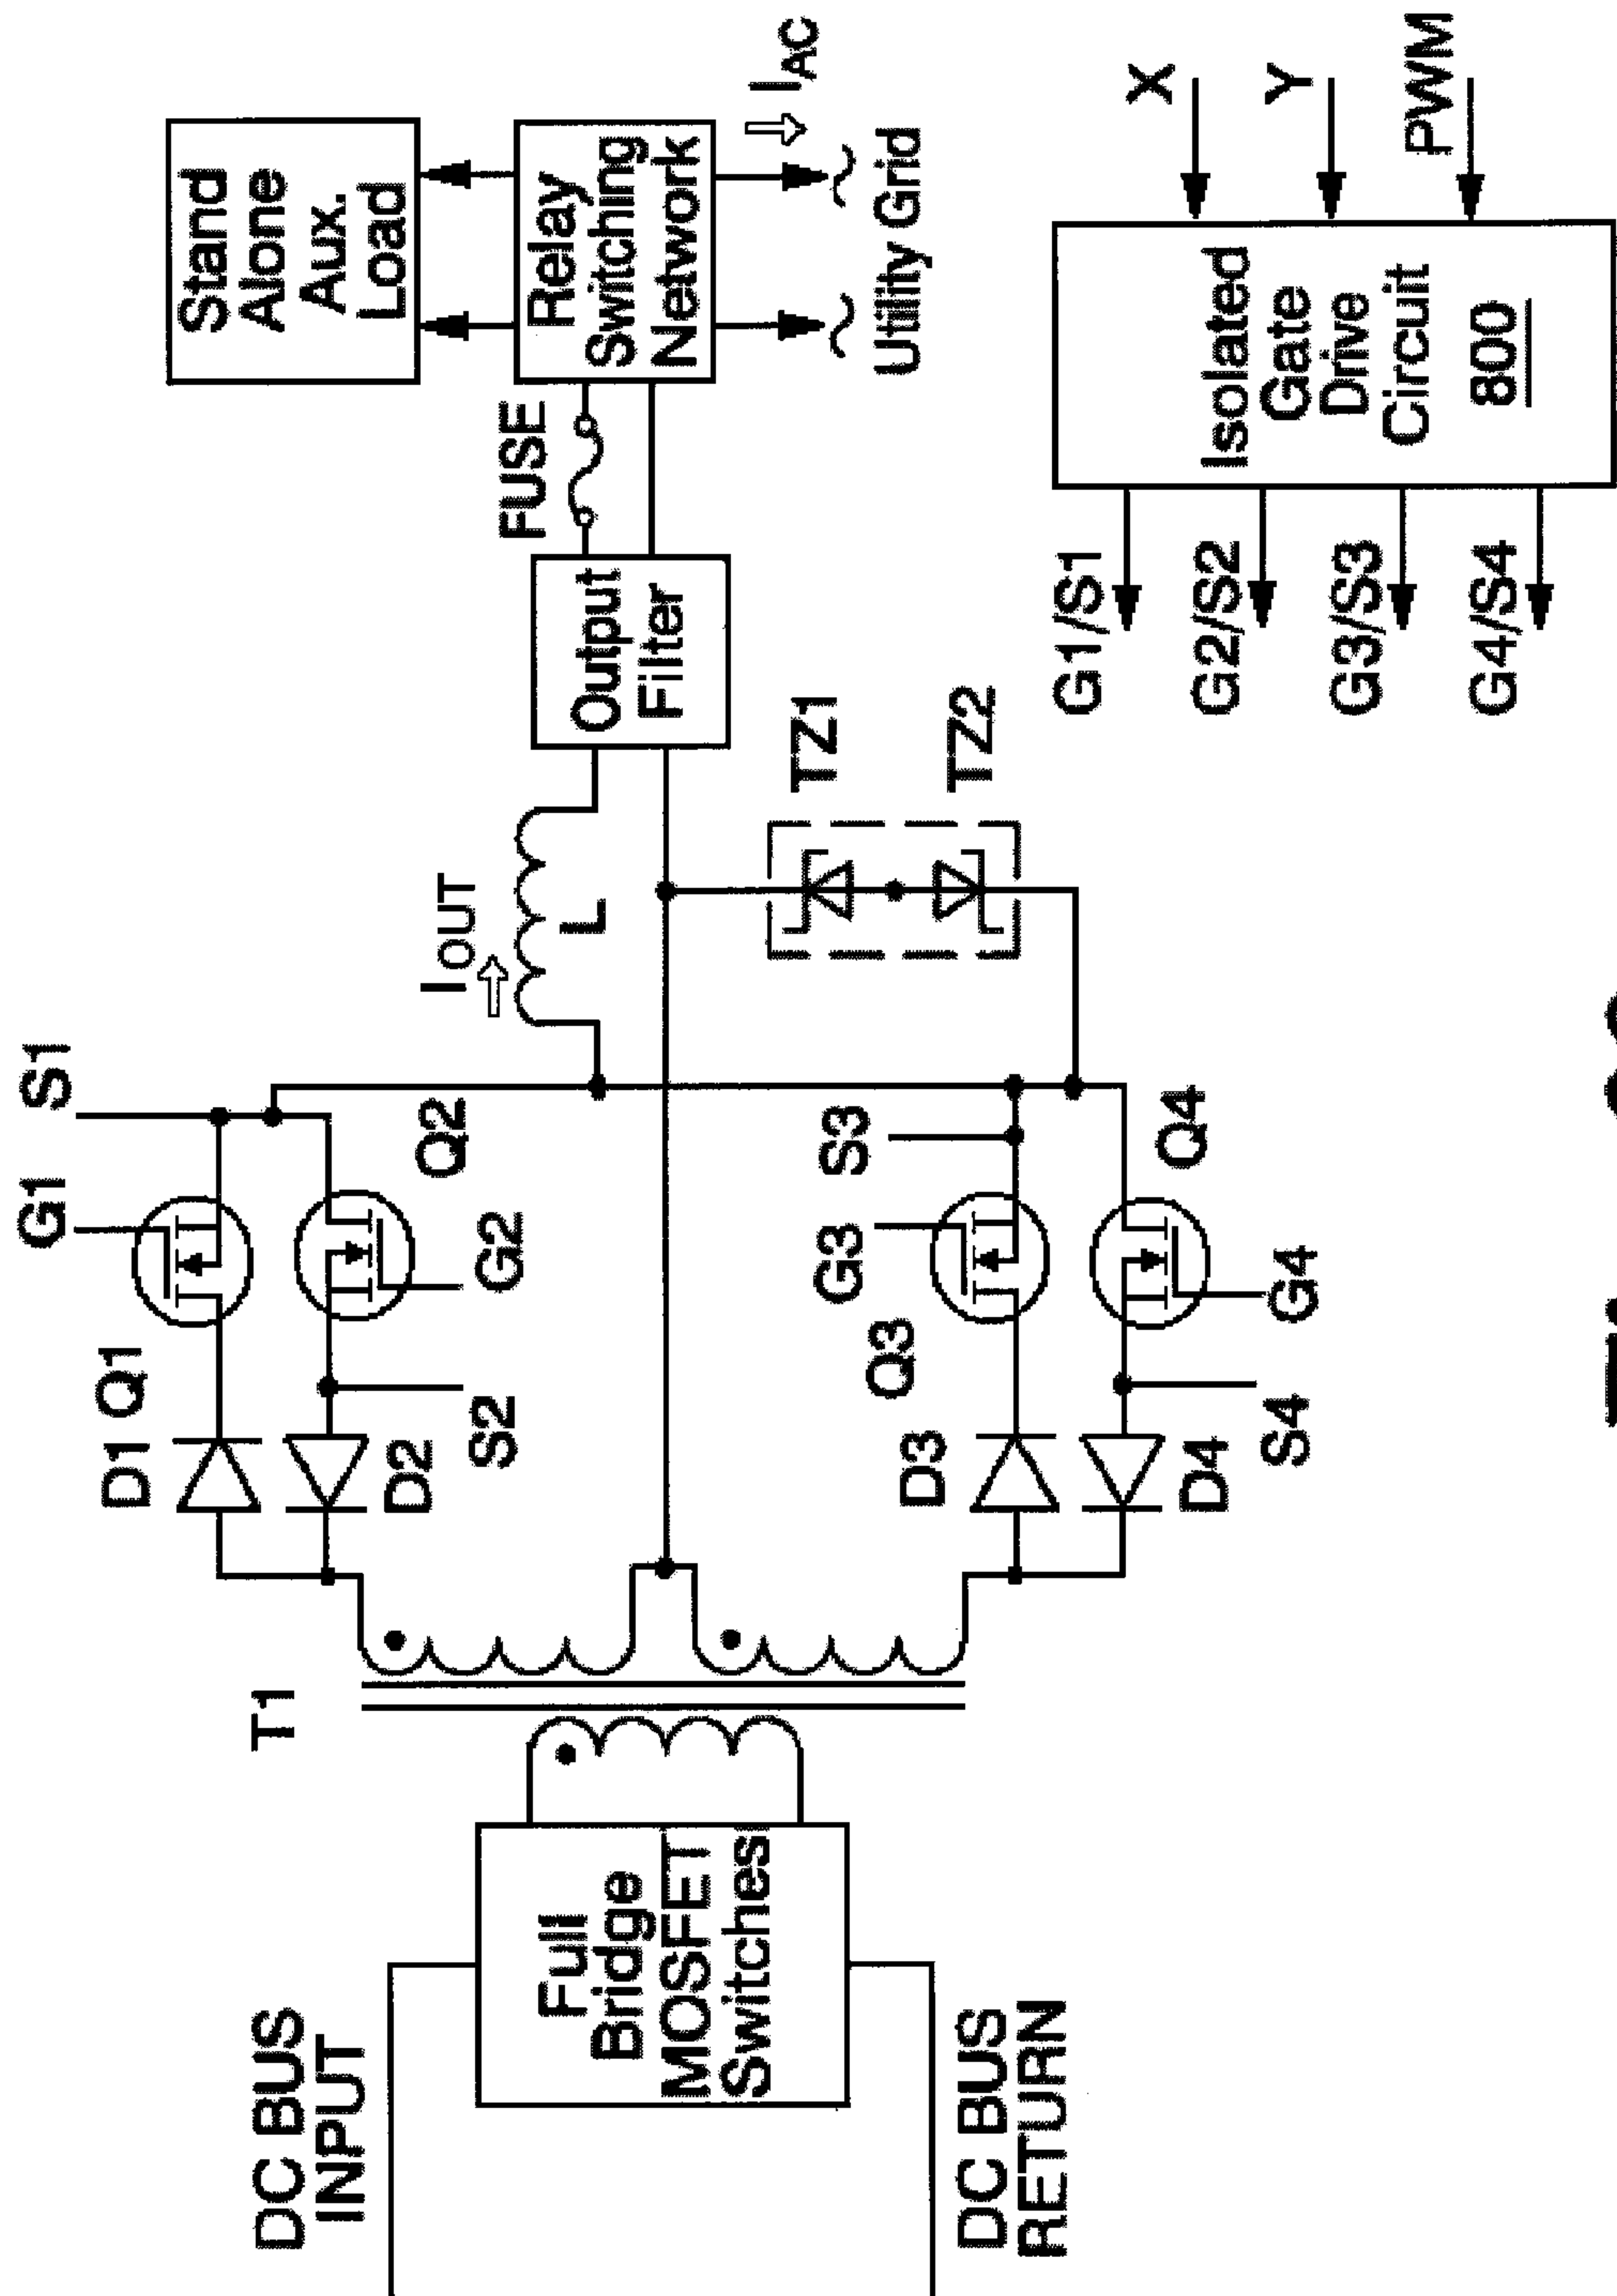 DC BUS
INPUT
DC BUS
RETURN
Full
Bridge
MOSFET
Switches
T1
D1
Q1
G1
S1
D2
S2
G2
Q2
D3
Q3
G3
S3
D4
S4
G4
Q4
IOUT
L
TZ1
TZ2
Output
Filter
FUSE
Relay
Switching
Network
Stand
Alone
Aux.
Load
IAC
Utility Grid
G1/S1
G2/S2
G3/S3
G4/S4
Isolated
Gate
Drive
Circuit
800
X
Y
PWM